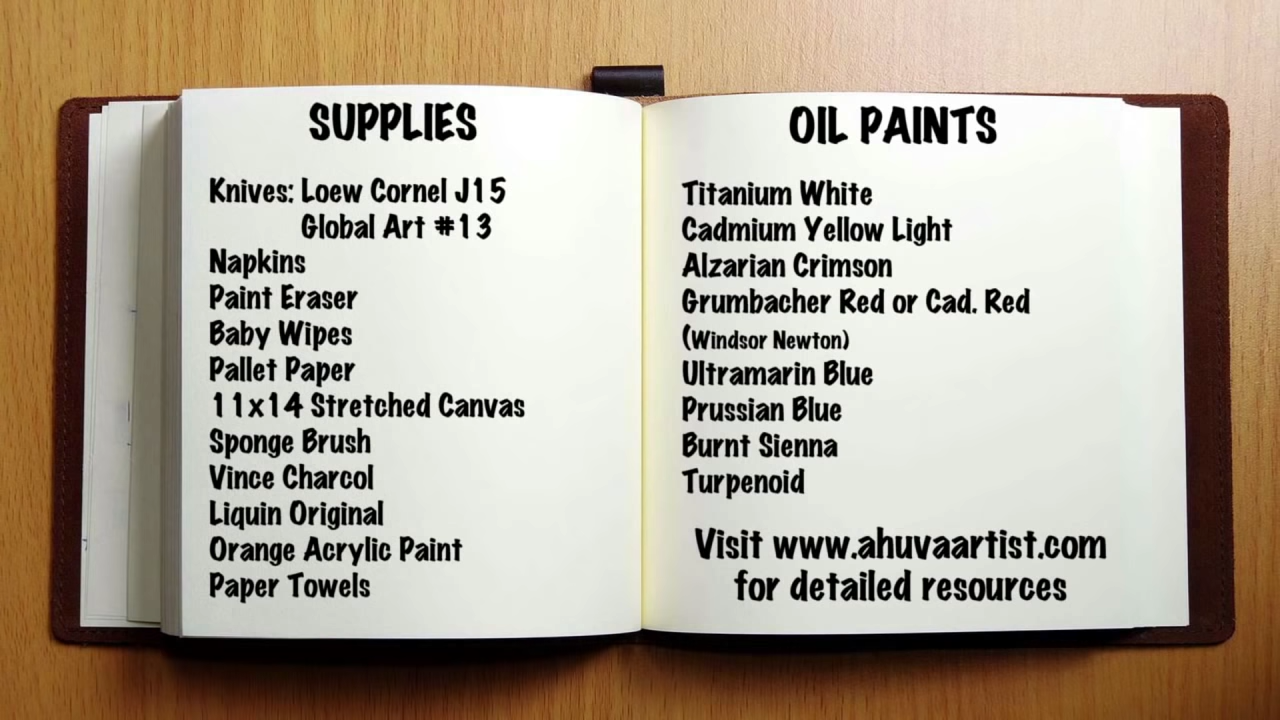 SUPPLIES
Knives: Loew Cornel J15
Global Art #13
Napkins
Paint Eraser
Baby Wipes
Pallet Paper
11x14 Stretched Canvas
Sponge Brush
Vince Charcol
Liquin Original
Orange Acrylic Paint
Paper Towels
OIL PAINTS
Titanium White
Cadmium Yellow Light
Alzarian Crimson
Grumbacher Red or Cad. Red
(Windsor Newton)
Ultramarin Blue
Prussian Blue
Burnt Sienna
Turpenoid
Visit www.ahuvaartist.com
for detailed resources